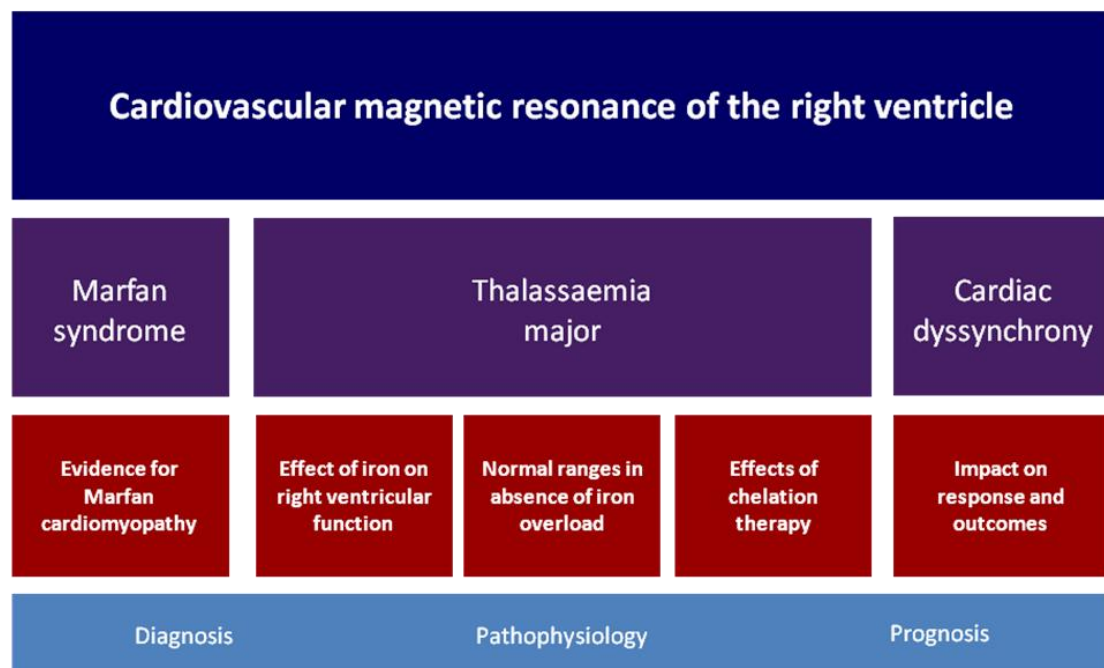 Cardiovascular magnetic resonance of the right ventricle
Marfan
syndrome
Thalassaemia
major
Cardiac
dyssynchrony
Evidence for
Marfan
cardiomyopathy
Effect of iron on
right ventricular
function
Normal ranges in
absence of iron
overload
Effects of
chelation
therapy
Impact on
response and
outcomes
Diagnosis
Pathophysiology
Prognosis